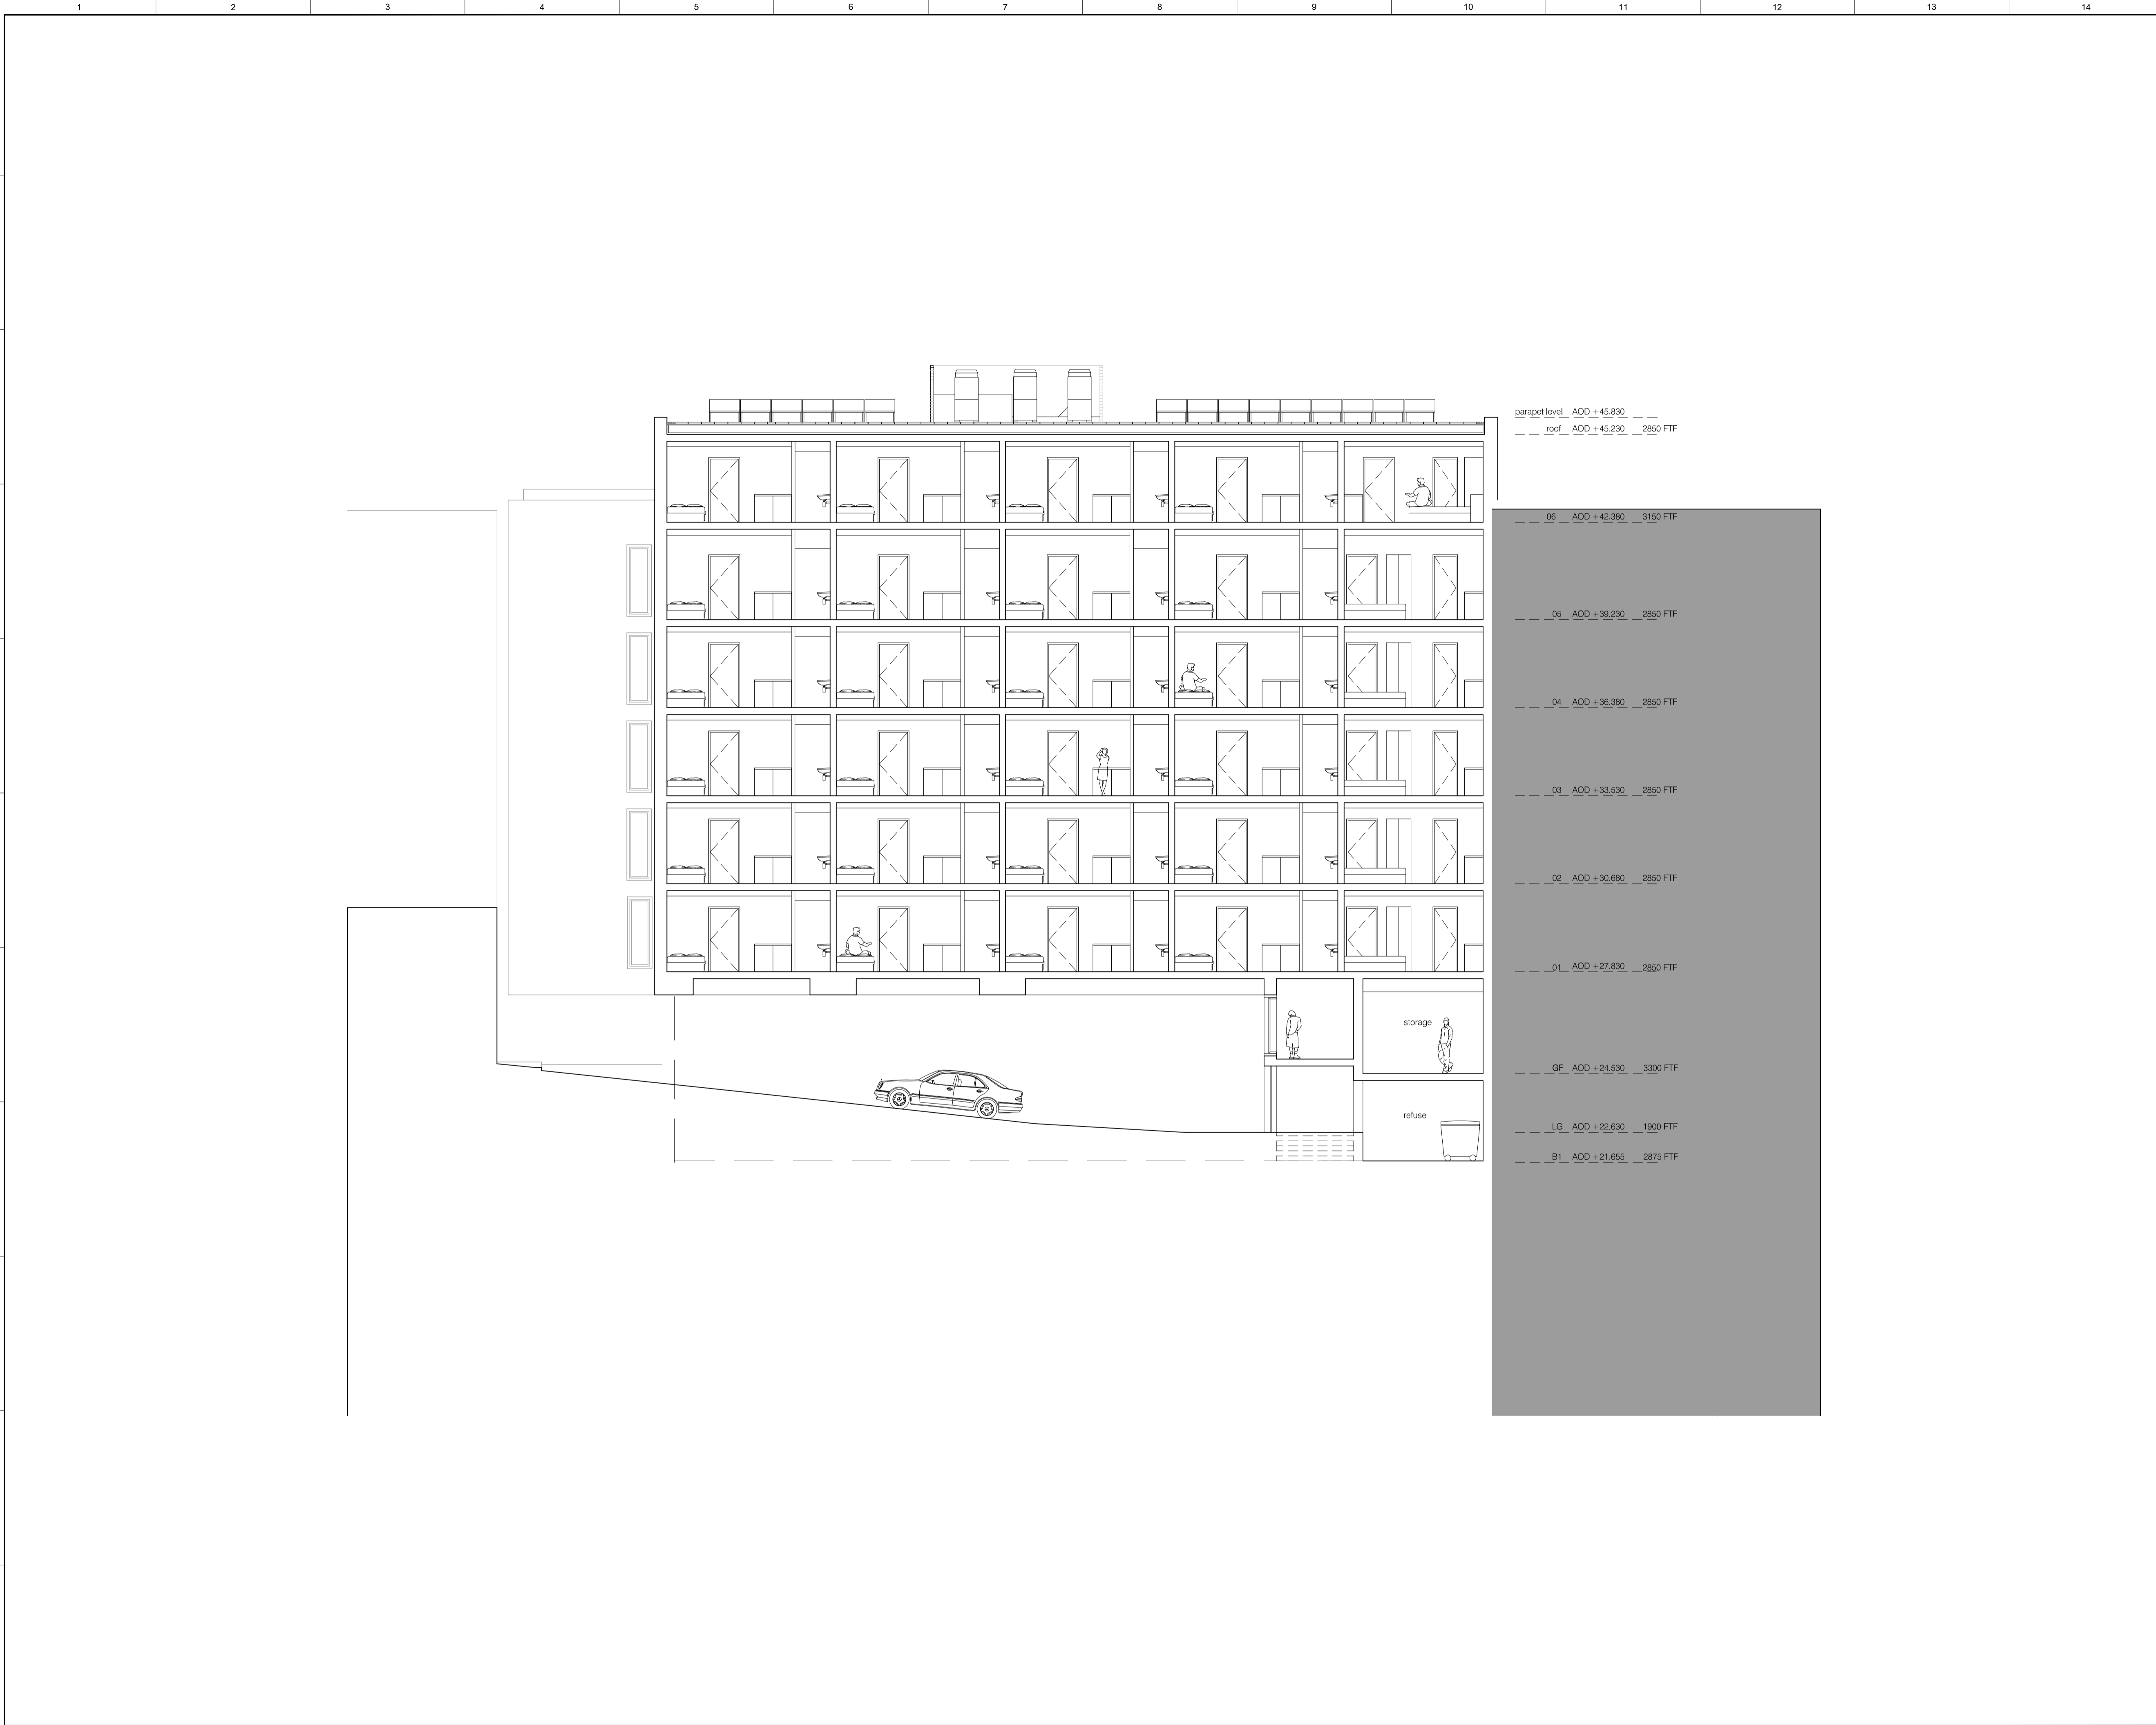 1 2 3 4 5 6 7 8 9 10 11 12 13 14
parapet level AOD +45.830
roof AOD +45.230 2850 FTF
06 AOD +42.380 3150 FTF
05 AOD +39.230 2850 FTF
04 AOD +36.380 2850 FTF
03 AOD +33.530 2850 FTF
02 AOD +30.680 2850 FTF
01 AOD +27.830 2850 FTF
storage
GF AOD +24.530 3300 FTF
refuse
LG AOD +22.630 1900 FTF
B1 AOD +21.655 2875 FTF